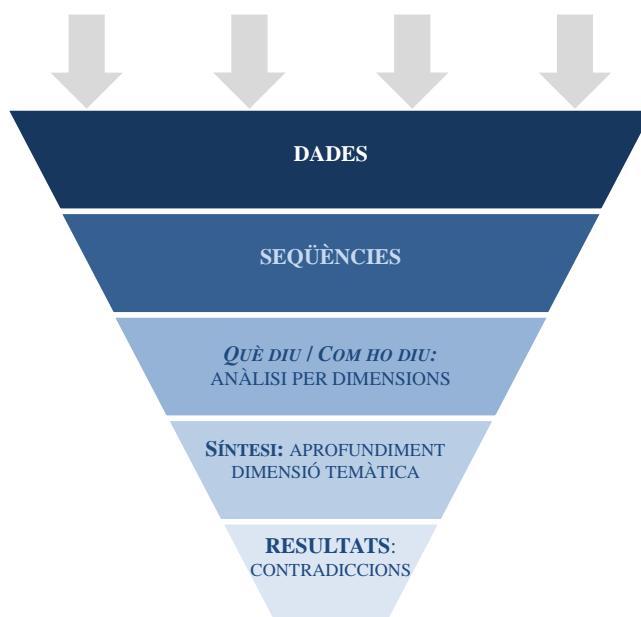 DADES
SEQÜÈNCIES
QUÈ DIU / COM HO DIU:
ANÀLISI PER DIMENSIONS
SÍNTESI: APROFUNDIMENT
DIMENSIÓ TEMÀTICA
RESULTATS:
CONTRADICCIONS